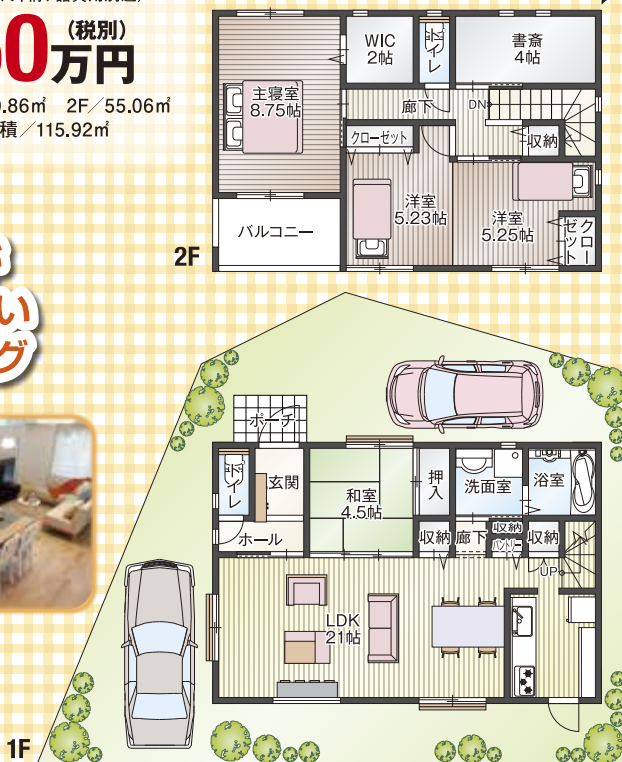 (税別)
0万円
.86㎡ 2F／55.06㎡
積／115.92㎡
い
グ
WIC
2帖
トイレ
書斎
4帖
主寝室
8.75帖
廊下
DN
クローゼット
収納
洋室
5.23帖
洋室
5.25帖
クローゼット
バルコニー
2F
ポーチ
トイレ
玄関
和室
4.5帖
押入
洗面室
浴室
ホール
収納
廊下
収納
パントリー
収納
UP
LDK
21帖
1F